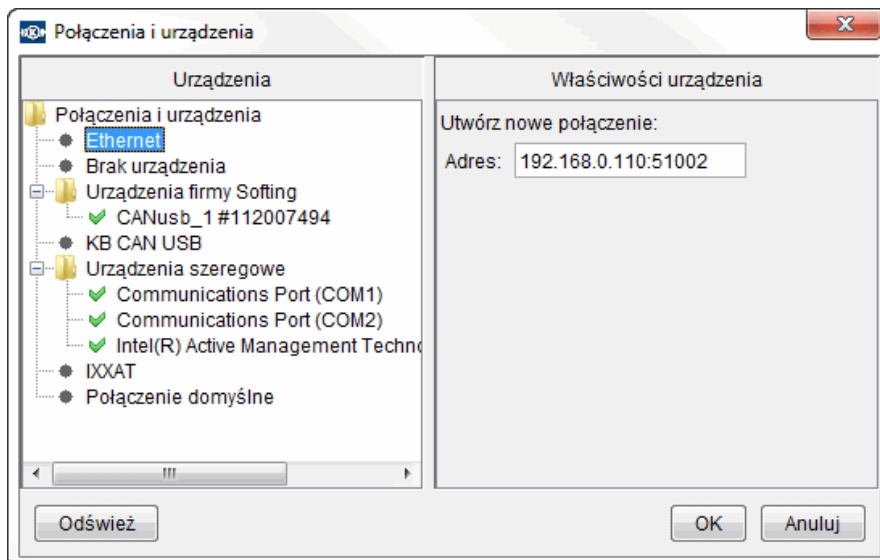 Połączenia i urządzenia
Urządzenia
Właściwości urządzenia
Połączenia i urządzenia
Ethernet
Brak urządzenia
Urządzenia firmy Softing
CANusb_1 #112007494
KB CAN USB
Urządzenia szeregowe
Communications Port (COM1)
Communications Port (COM2)
Intel(R) Active Management Techno
IXXAT
Połączenie domyślne
Utwórz nowe połączenie:
Adres: 192.168.0.110:51002
Odśwież
OK
Anuluj